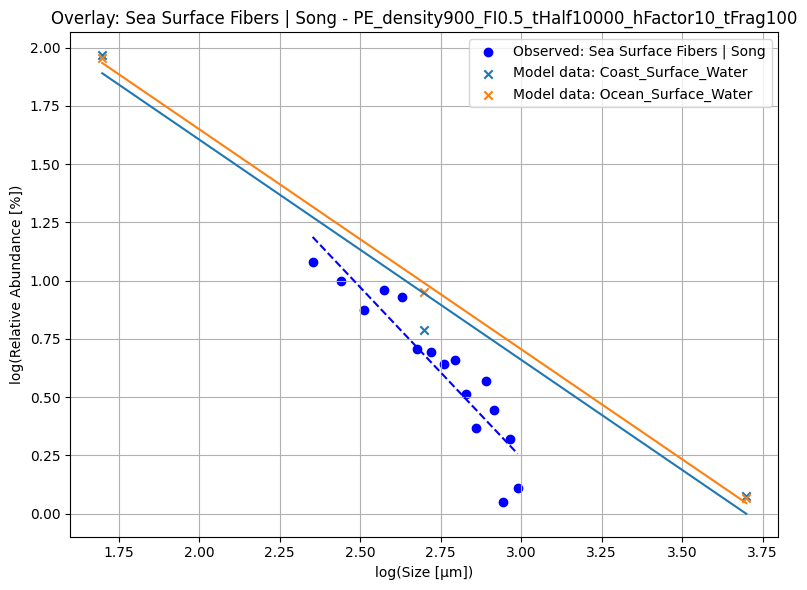 Overlay: Sea Surface Fibers | Song - PE_density900_FI0.5_tHalf10000_hFactor10_tFrag100
Observed: Sea Surface Fibers | Song
Model data: Coast_Surface_Water
Model data: Ocean_Surface_Water
log(Relative Abundance [%])
2.00
1.75
1.50
1.25
1.00
0.75
0.50
0.25
0.00
1.75 2.00 2.25 2.50 2.75 3.00 3.25 3.50 3.75
log(Size [μm])